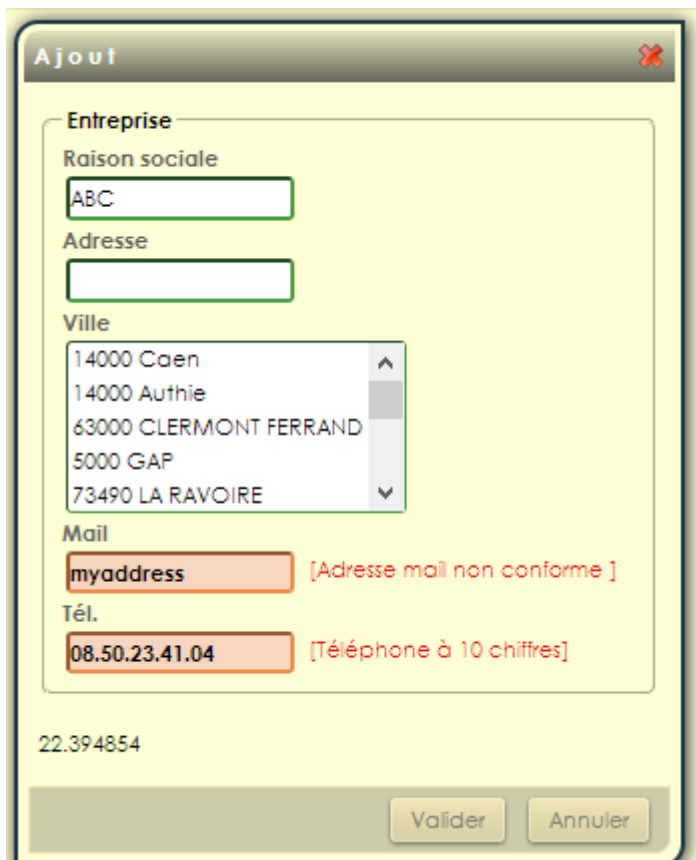 Ajout
Entreprise
Raison sociale
ABC
Adresse
Ville
14000 Caen
14000 Authie
63000 CLERMONT FERRAND
5000 GAP
73490 LA RAVOIRE
Mail
myaddress [Adresse mail non conforme ]
Tél.
08.50.23.41.04 [Téléphone à 10 chiffres]
22.394854
Valider Annuler